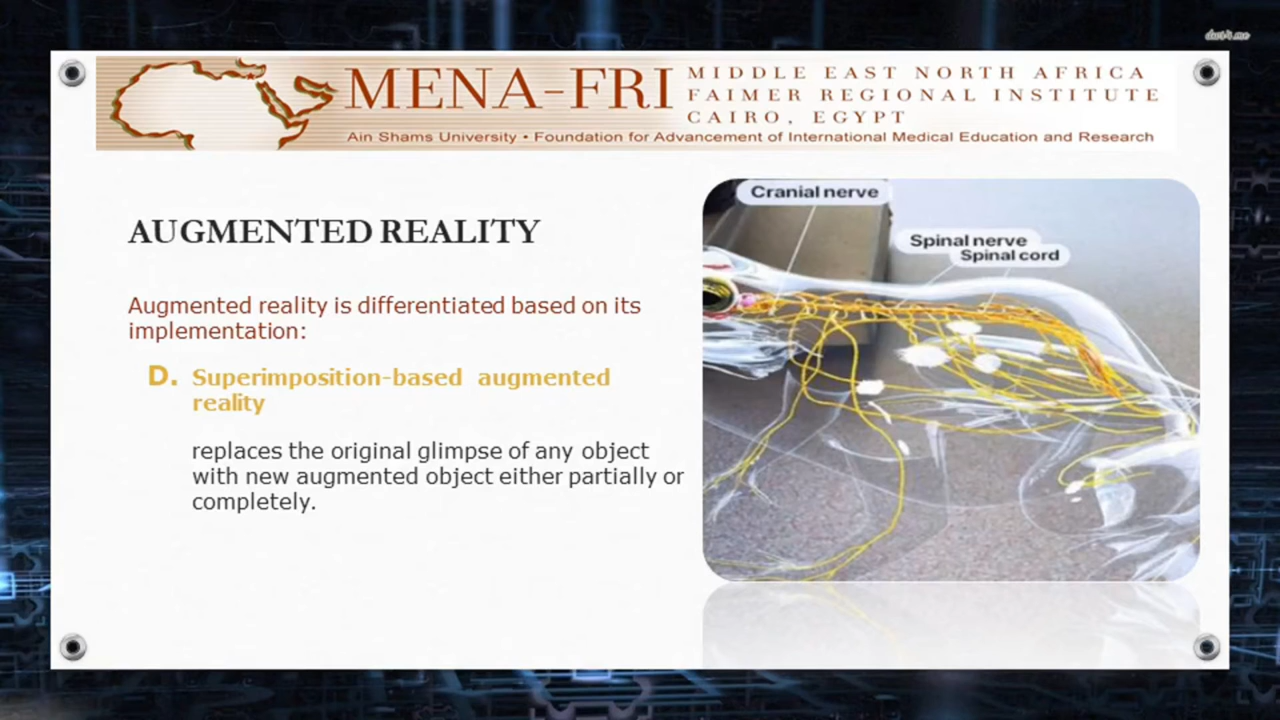 MENA-FRI
MIDDLE EAST NORTH AFRICA
FAIMER REGIONAL INSTITUTE
CAIRO, EGYPT
Ain Shams University • Foundation for Advancement of International Medical Education and Research
AUGMENTED REALITY
Augmented reality is differentiated based on its
implementation:
D. Superimposition-based augmented
reality
replaces the original glimpse of any object
with new augmented object either partially or
completely.
Cranial nerve
Spinal nerve
Spinal cord